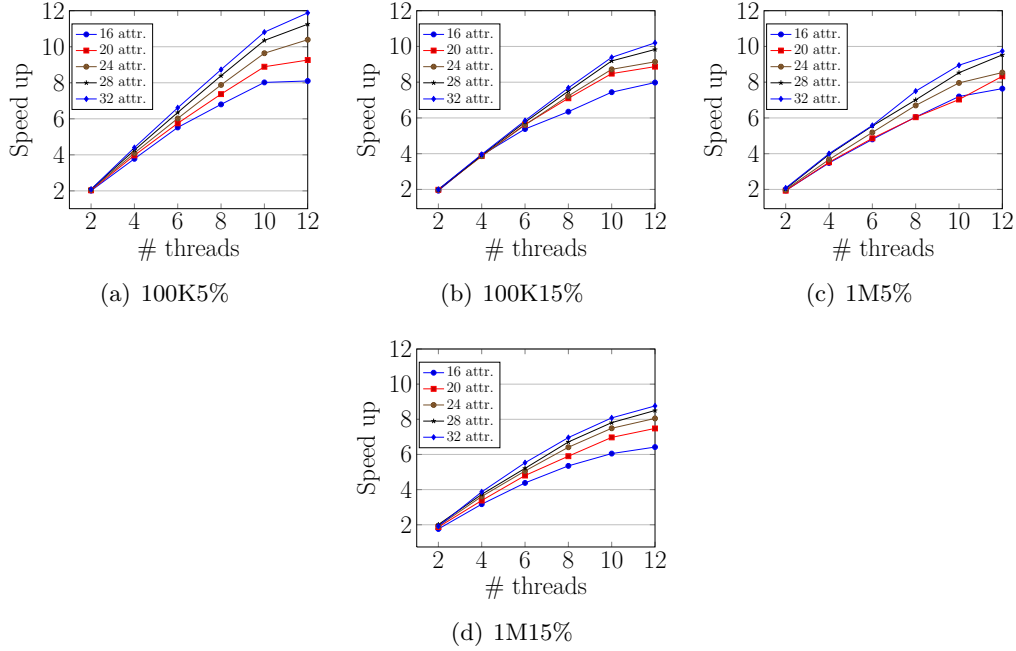 12
10
8
6
4
2
Speed up
16 attr.
20 attr.
24 attr.
28 attr.
32 attr.
2 4 6 8 10 12
# threads
(a) 100K5%
12
10
8
6
4
2
Speed up
16 attr.
20 attr.
24 attr.
28 attr.
32 attr.
2 4 6 8 10 12
# threads
(b) 100K15%
12
10
8
6
4
2
Speed up
16 attr.
20 attr.
24 attr.
28 attr.
32 attr.
2 4 6 8 10 12
# threads
(c) 1M5%
12
10
8
6
4
2
Speed up
16 attr.
20 attr.
24 attr.
28 attr.
32 attr.
2 4 6 8 10 12
# threads
(d) 1M15%